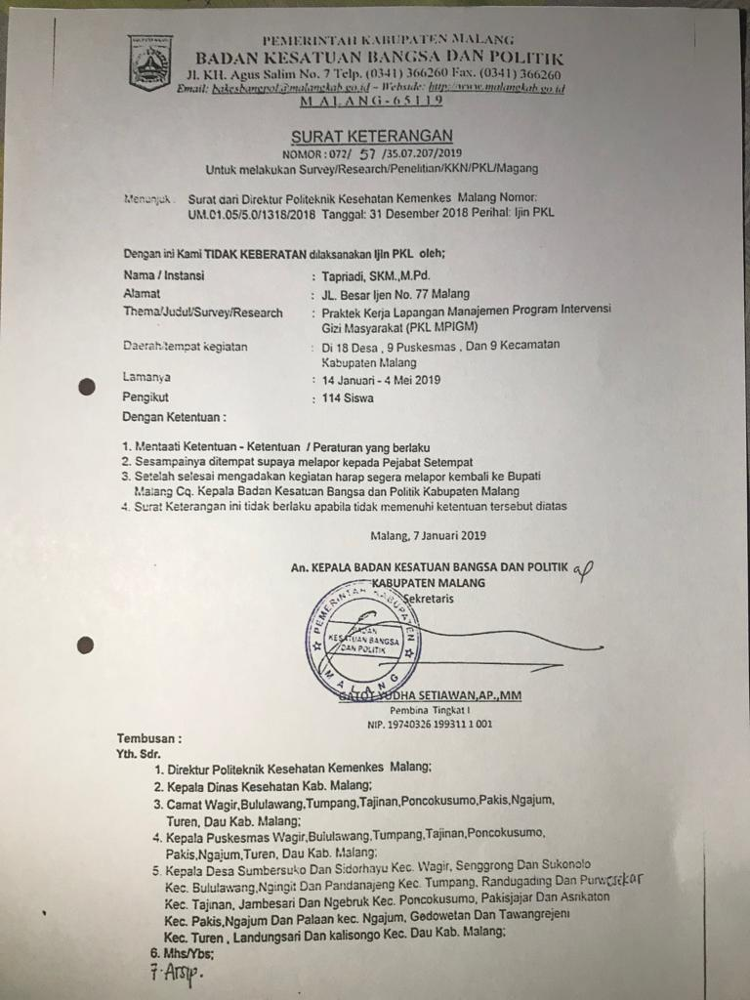 PEMERINTAH KABUPATEN MALANG
BADAN KESATUAN BANGSA DAN POLITIK
Jl. KH. Agus Salim No. 7 Telp. (0341) 366260 Fax. (0341) 366260
Email: bakesbangpol@malangkab.go.id – Website: http://www.malangkab.go.id
MALANG-65119
SURAT KETERANGAN
NOMOR : 072/ 57 /35.07.207/2019
Untuk melakukan Survey/Research/Penelitian/KKN/PKL/Magang
Menunjuk : Surat dari Direktur Politeknik Kesehatan Kemenkes Malang Nomor:
UM.01.05/5.0/1318/2018 Tanggal: 31 Desember 2018 Perihal: Ijin PKL
Dengan ini Kami TIDAK KEBERATAN dilaksanakan Ijin PKL oleh;
Nama / Instansi : Tapriadi, SKM.,M.Pd.
Alamat : JL. Besar Ijen No. 77 Malang
Thema/Judul/Survey/Research : Praktek Kerja Lapangan Manajemen Program Intervensi
Gizi Masyarakat (PKL MPIGM)
Daerah/tempat kegiatan : Di 18 Desa , 9 Puskesmas , Dan 9 Kecamatan
Kabupaten Malang
Lamanya : 14 Januari - 4 Mei 2019
Pengikut : 114 Siswa
Dengan Ketentuan :
1. Mentaati Ketentuan - Ketentuan / Peraturan yang berlaku
2. Sesampainya ditempat supaya melapor kepada Pejabat Setempat
3. Setelah selesai mengadakan kegiatan harap segera melapor kembali ke Bupati
Malang Cq. Kepala Badan Kesatuan Bangsa dan Politik Kabupaten Malang
4. Surat Keterangan ini tidak berlaku apabila tidak memenuhi ketentuan tersebut diatas
Malang, 7 Januari 2019
An. KEPALA BADAN KESATUAN BANGSA DAN POLITIK
KABUPATEN MALANG
Sekretaris
PEMERINTAH KABUPATEN
BADAN
KESATUAN BANGSA
DAN POLITIK
MALANG
GATOT YUDHA SETIAWAN,AP.,MM
Pembina Tingkat I
NIP. 19740326 199311 1 001
Tembusan :
Yth. Sdr.
1. Direktur Politeknik Kesehatan Kemenkes Malang;
2. Kepala Dinas Kesehatan Kab. Malang;
3. Camat Wagir,Bululawang,Tumpang,Tajinan,Poncokusumo,Pakis,Ngajum,
Turen, Dau Kab. Malang;
4. Kepala Puskesmas Wagir,Bululawang,Tumpang,Tajinan,Poncokusumo,
Pakis,Ngajum,Turen, Dau Kab. Malang;
5. Kepala Desa Sumbersuko Dan Sidorhayu Kec. Wagir, Senggrong Dan Sukonolo
Kec. Bululawang,Ngingit Dan Pandanajeng Kec. Tumpang, Randugading Dan Purwosekar
Kec. Tajinan, Jambesari Dan Ngebruk Kec. Poncokusumo, Pakisjajar Dan Asrikaton
Kec. Pakis,Ngajum Dan Palaan kec. Ngajum, Gedowetan Dan Tawangrejeni
Kec. Turen , Landungsari Dan kalisongo Kec. Dau Kab. Malang;
6. Mhs/Ybs;
7. Arsip.